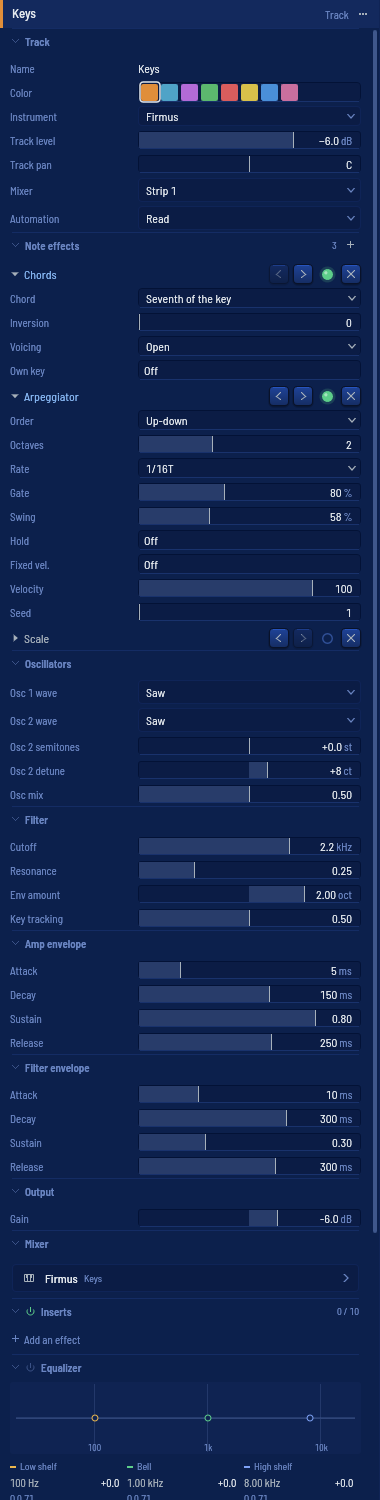 Keys Track ···
Track
Name Keys
Color
Instrument Firmus
Track level −6.0 dB
Track pan C
Mixer Strip 1
Automation Read
Note effects 3 +
Chords
Chord Seventh of the key
Inversion 0
Voicing Open
Own key Off
Arpeggiator
Order Up-down
Octaves 2
Rate 1/16T
Gate 80 %
Swing 58 %
Hold Off
Fixed vel. Off
Velocity 100
Seed 1
Scale
Oscillators
Osc 1 wave Saw
Osc 2 wave Saw
Osc 2 semitones +0.0 st
Osc 2 detune +8 ct
Osc mix 0.50
Filter
Cutoff 2.2 kHz
Resonance 0.25
Env amount 2.00 oct
Key tracking 0.50
Amp envelope
Attack 5 ms
Decay 150 ms
Sustain 0.80
Release 250 ms
Filter envelope
Attack 10 ms
Decay 300 ms
Sustain 0.30
Release 300 ms
Output
Gain -6.0 dB
Mixer
Firmus Keys
Inserts 0 / 10
+ Add an effect
Equalizer
100 1k 10k
Low shelf Bell High shelf
100 Hz +0.0 1.00 kHz +0.0 8.00 kHz +0.0